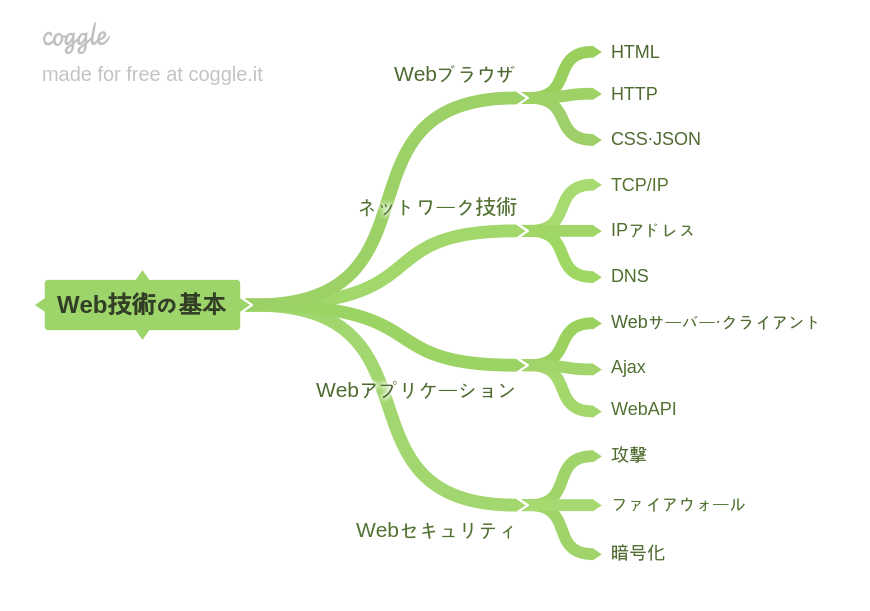 coggle
made for free at coggle.it
Web技術の基本
Webブラウザ
HTML
HTTP
CSS·JSON
ネットワーク技術
TCP/IP
IPアドレス
DNS
Webアプリケーション
Webサーバー·クライアント
Ajax
WebAPI
Webセキュリティ
攻撃
ファイアウォール
暗号化